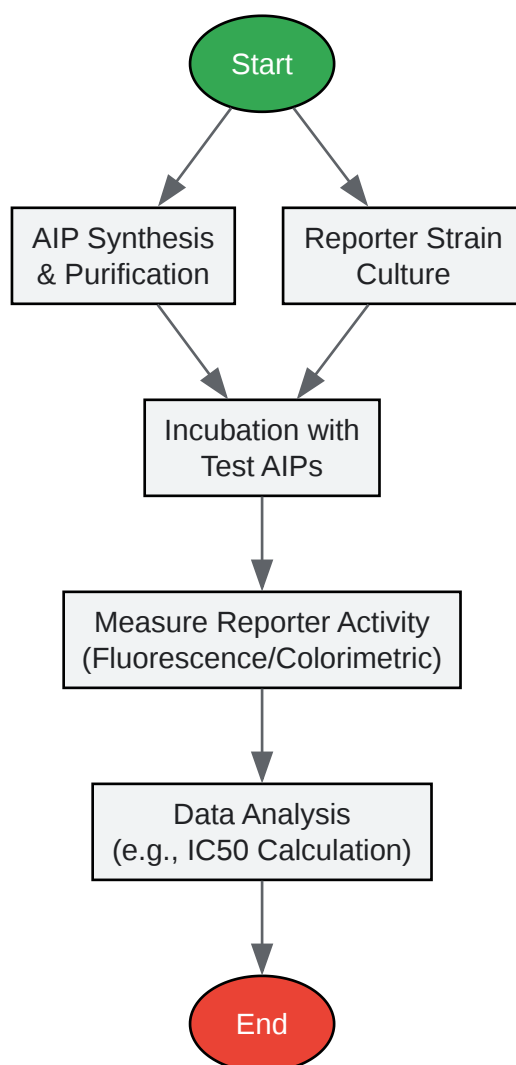 Start
AIP Synthesis
& Purification
Reporter Strain
Culture
Incubation with
Test AIPs
Measure Reporter Activity
(Fluorescence/Colorimetric)
Data Analysis
(e.g., IC50 Calculation)
End